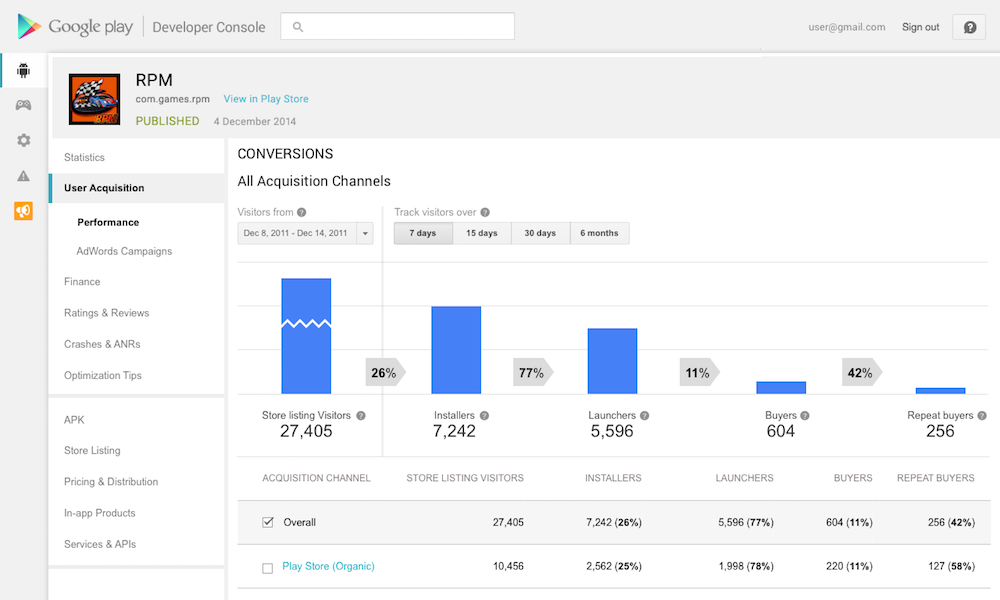 Google play Developer Console
user@gmail.com Sign out ?
RPM
com.games.rpm View in Play Store
PUBLISHED 4 December 2014
RPM
Statistics
User Acquisition
Performance
AdWords Campaigns
Finance
Ratings & Reviews
Crashes & ANRs
Optimization Tips
APK
Store Listing
Pricing & Distribution
In-app Products
Services & APIs
CONVERSIONS
All Acquisition Channels
Visitors from ? Track visitors over ?
Dec 8, 2011 - Dec 14, 2011 7 days 15 days 30 days 6 months
26% 77% 11% 42%
Store listing Visitors ? Installers ? Launchers ? Buyers ? Repeat buyers ?
27,405 7,242 5,596 604 256
ACQUISITION CHANNEL STORE LISTING VISITORS INSTALLERS LAUNCHERS BUYERS REPEAT BUYERS
Overall 27,405 7,242 (26%) 5,596 (77%) 604 (11%) 256 (42%)
Play Store (Organic) 10,456 2,562 (25%) 1,998 (78%) 220 (11%) 127 (58%)